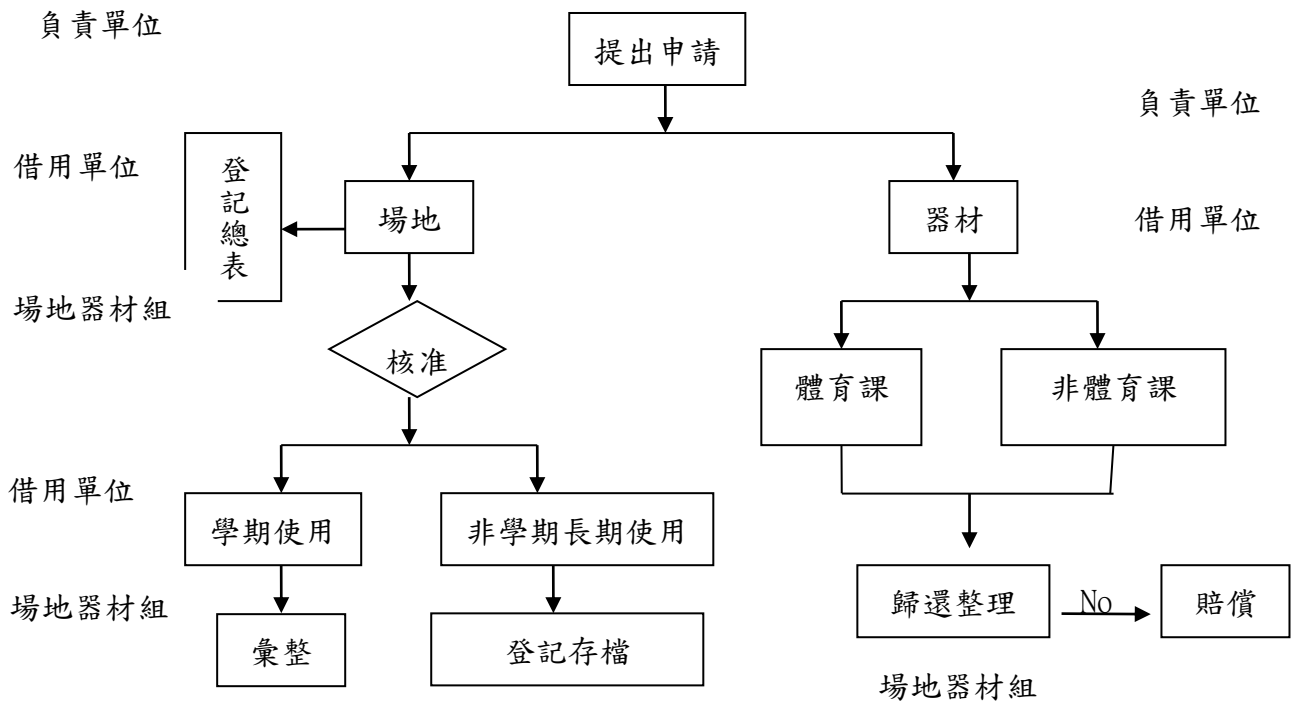 負責單位
提出申請
負責單位
借用單位
登記總表
場地
器材
借用單位
場地器材組
核准
體育課
非體育課
借用單位
學期使用
非學期長期使用
場地器材組
歸還整理
No
賠償
彙整
登記存檔
場地器材組